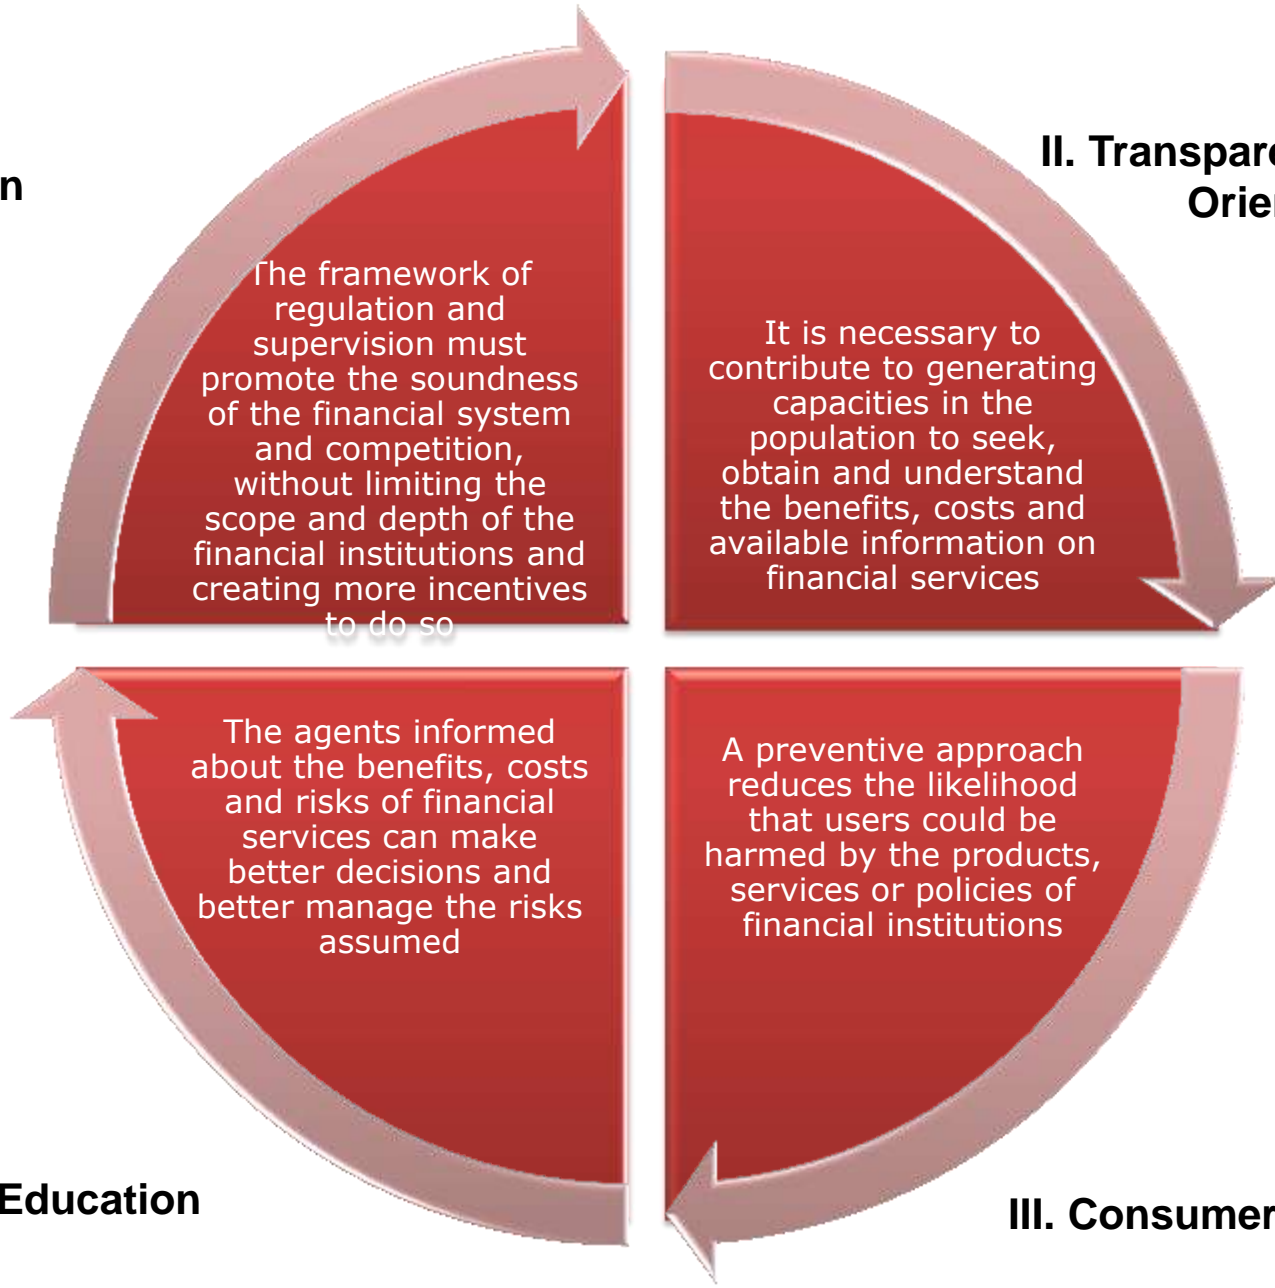 The framework of
regulation and
supervision must
promote the soundness
of the financial system
and competition,
without limiting the
scope and depth of the
financial institutions and
creating more incentives
to do so
II.
It is necessary to
contribute to generating
capacities in the
population to seek,
obtain and understand
the benefits, costs and
available information on
financial services
The agents informed
about the benefits, costs
and risks of financial
services can make
better decisions and
better manage the risks
assumed
Education
A preventive approach
reduces the likelihood
that users could be
harmed by the products,
services or policies of
financial institutions
III. Consumer